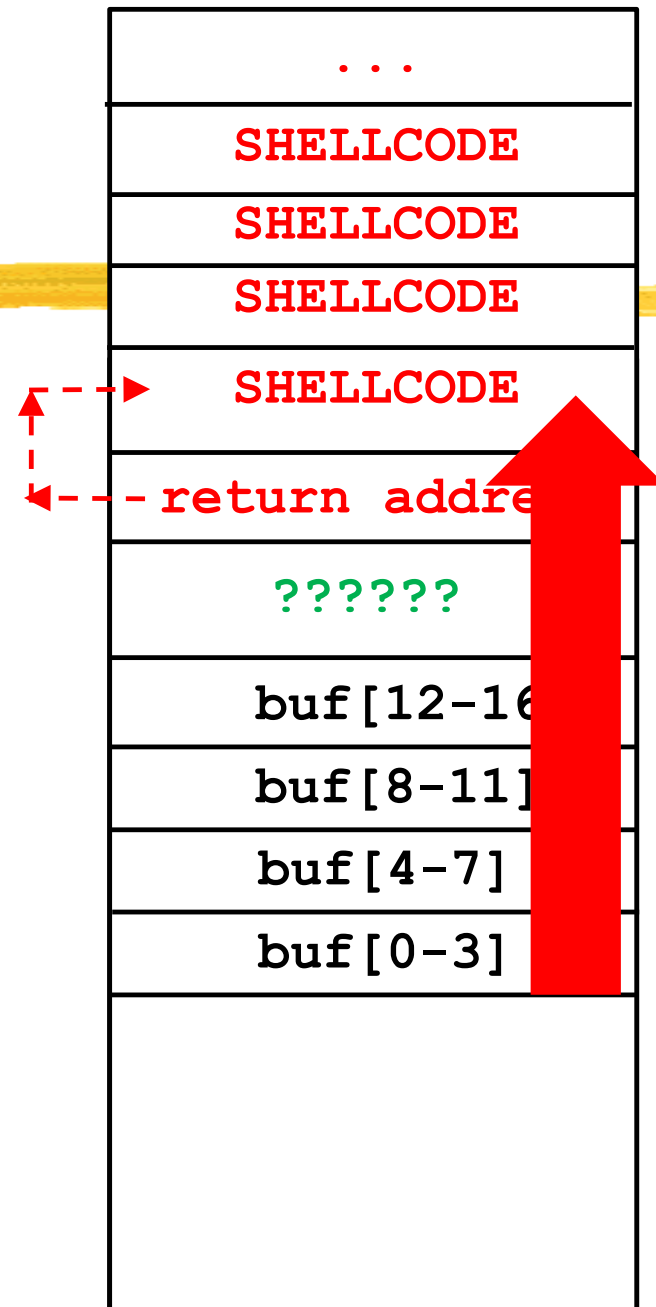 ...
SHELLCODE
SHELLCODE
SHELLCODE
SHELLCODE
return addre
??????
buf[12-16
buf[8-11]
buf[4-7]
buf[0-3]